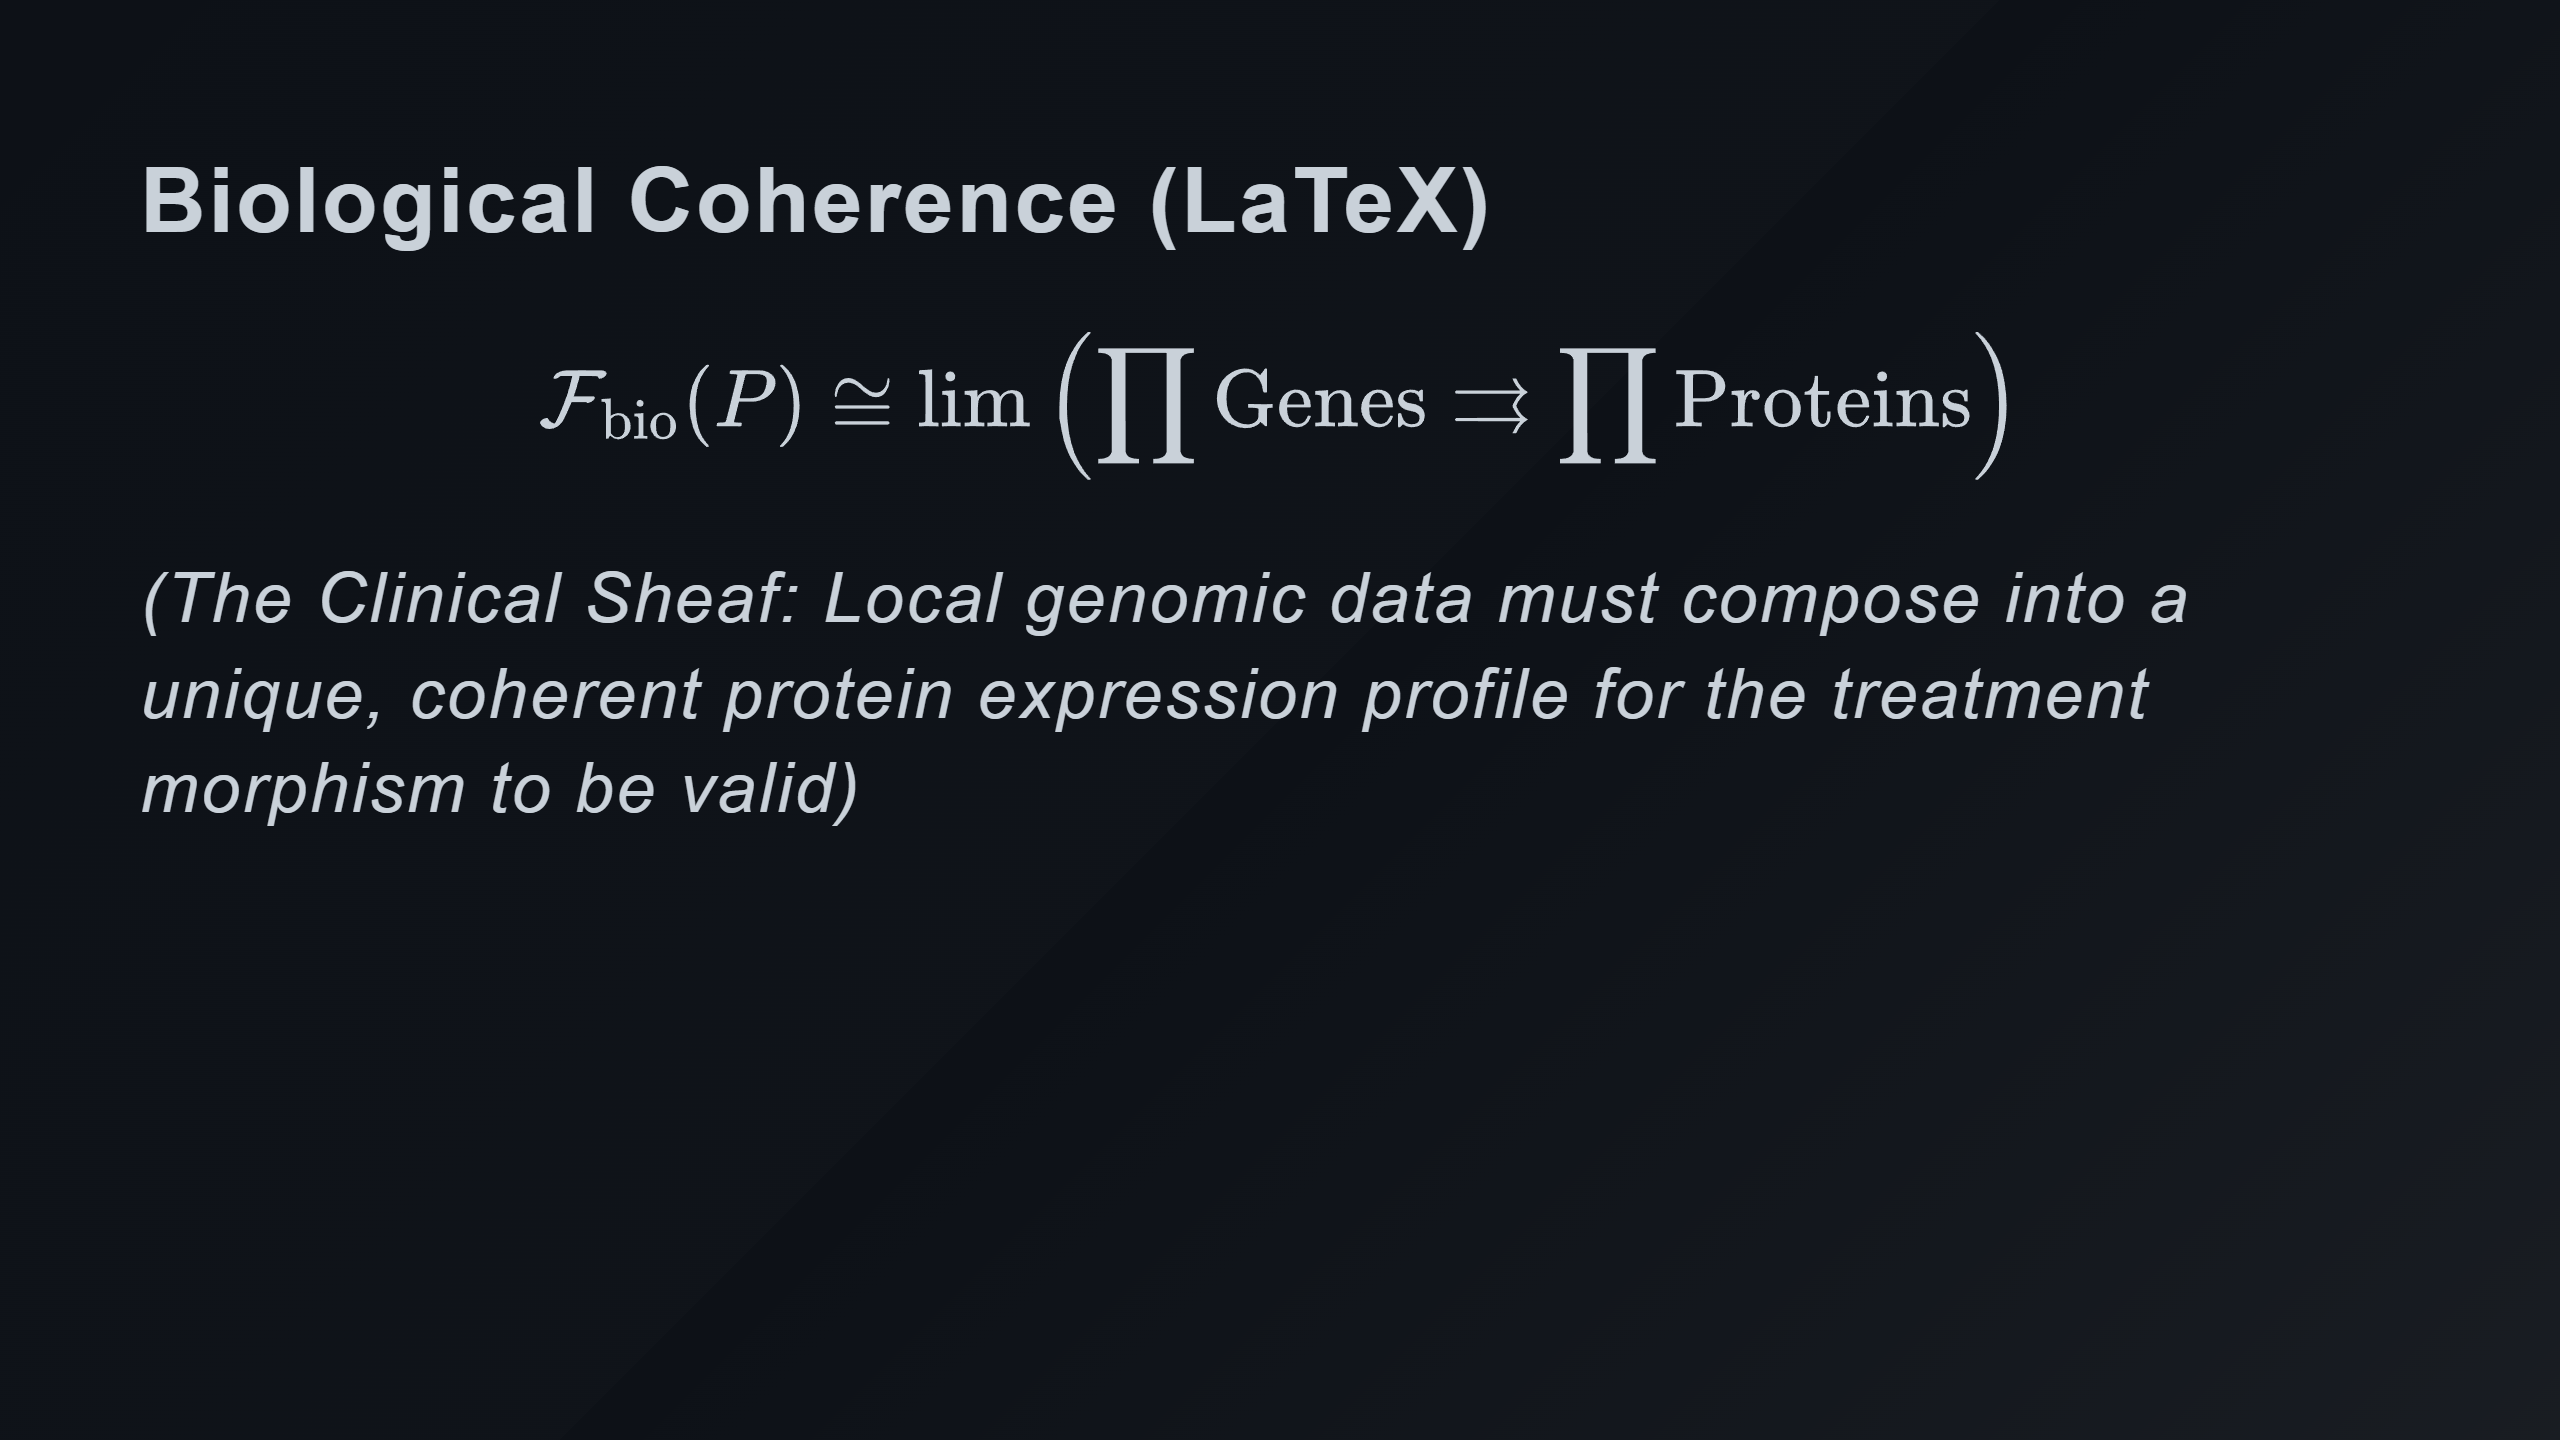 Biological Coherence (LaTeX)
ℱbio(P) ≅ lim (∏ Genes ⇉ ∏ Proteins)
(The Clinical Sheaf: Local genomic data must compose into a
unique, coherent protein expression profile for the treatment
morphism to be valid)